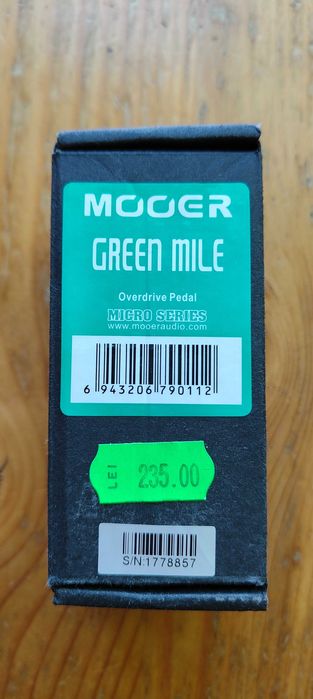 MOOER
GREEN MILE
Overdrive Pedal
MICRO SERIES
www.mooeraudio.com
6 943206 790112
LEI 235.00
S/N:1778857